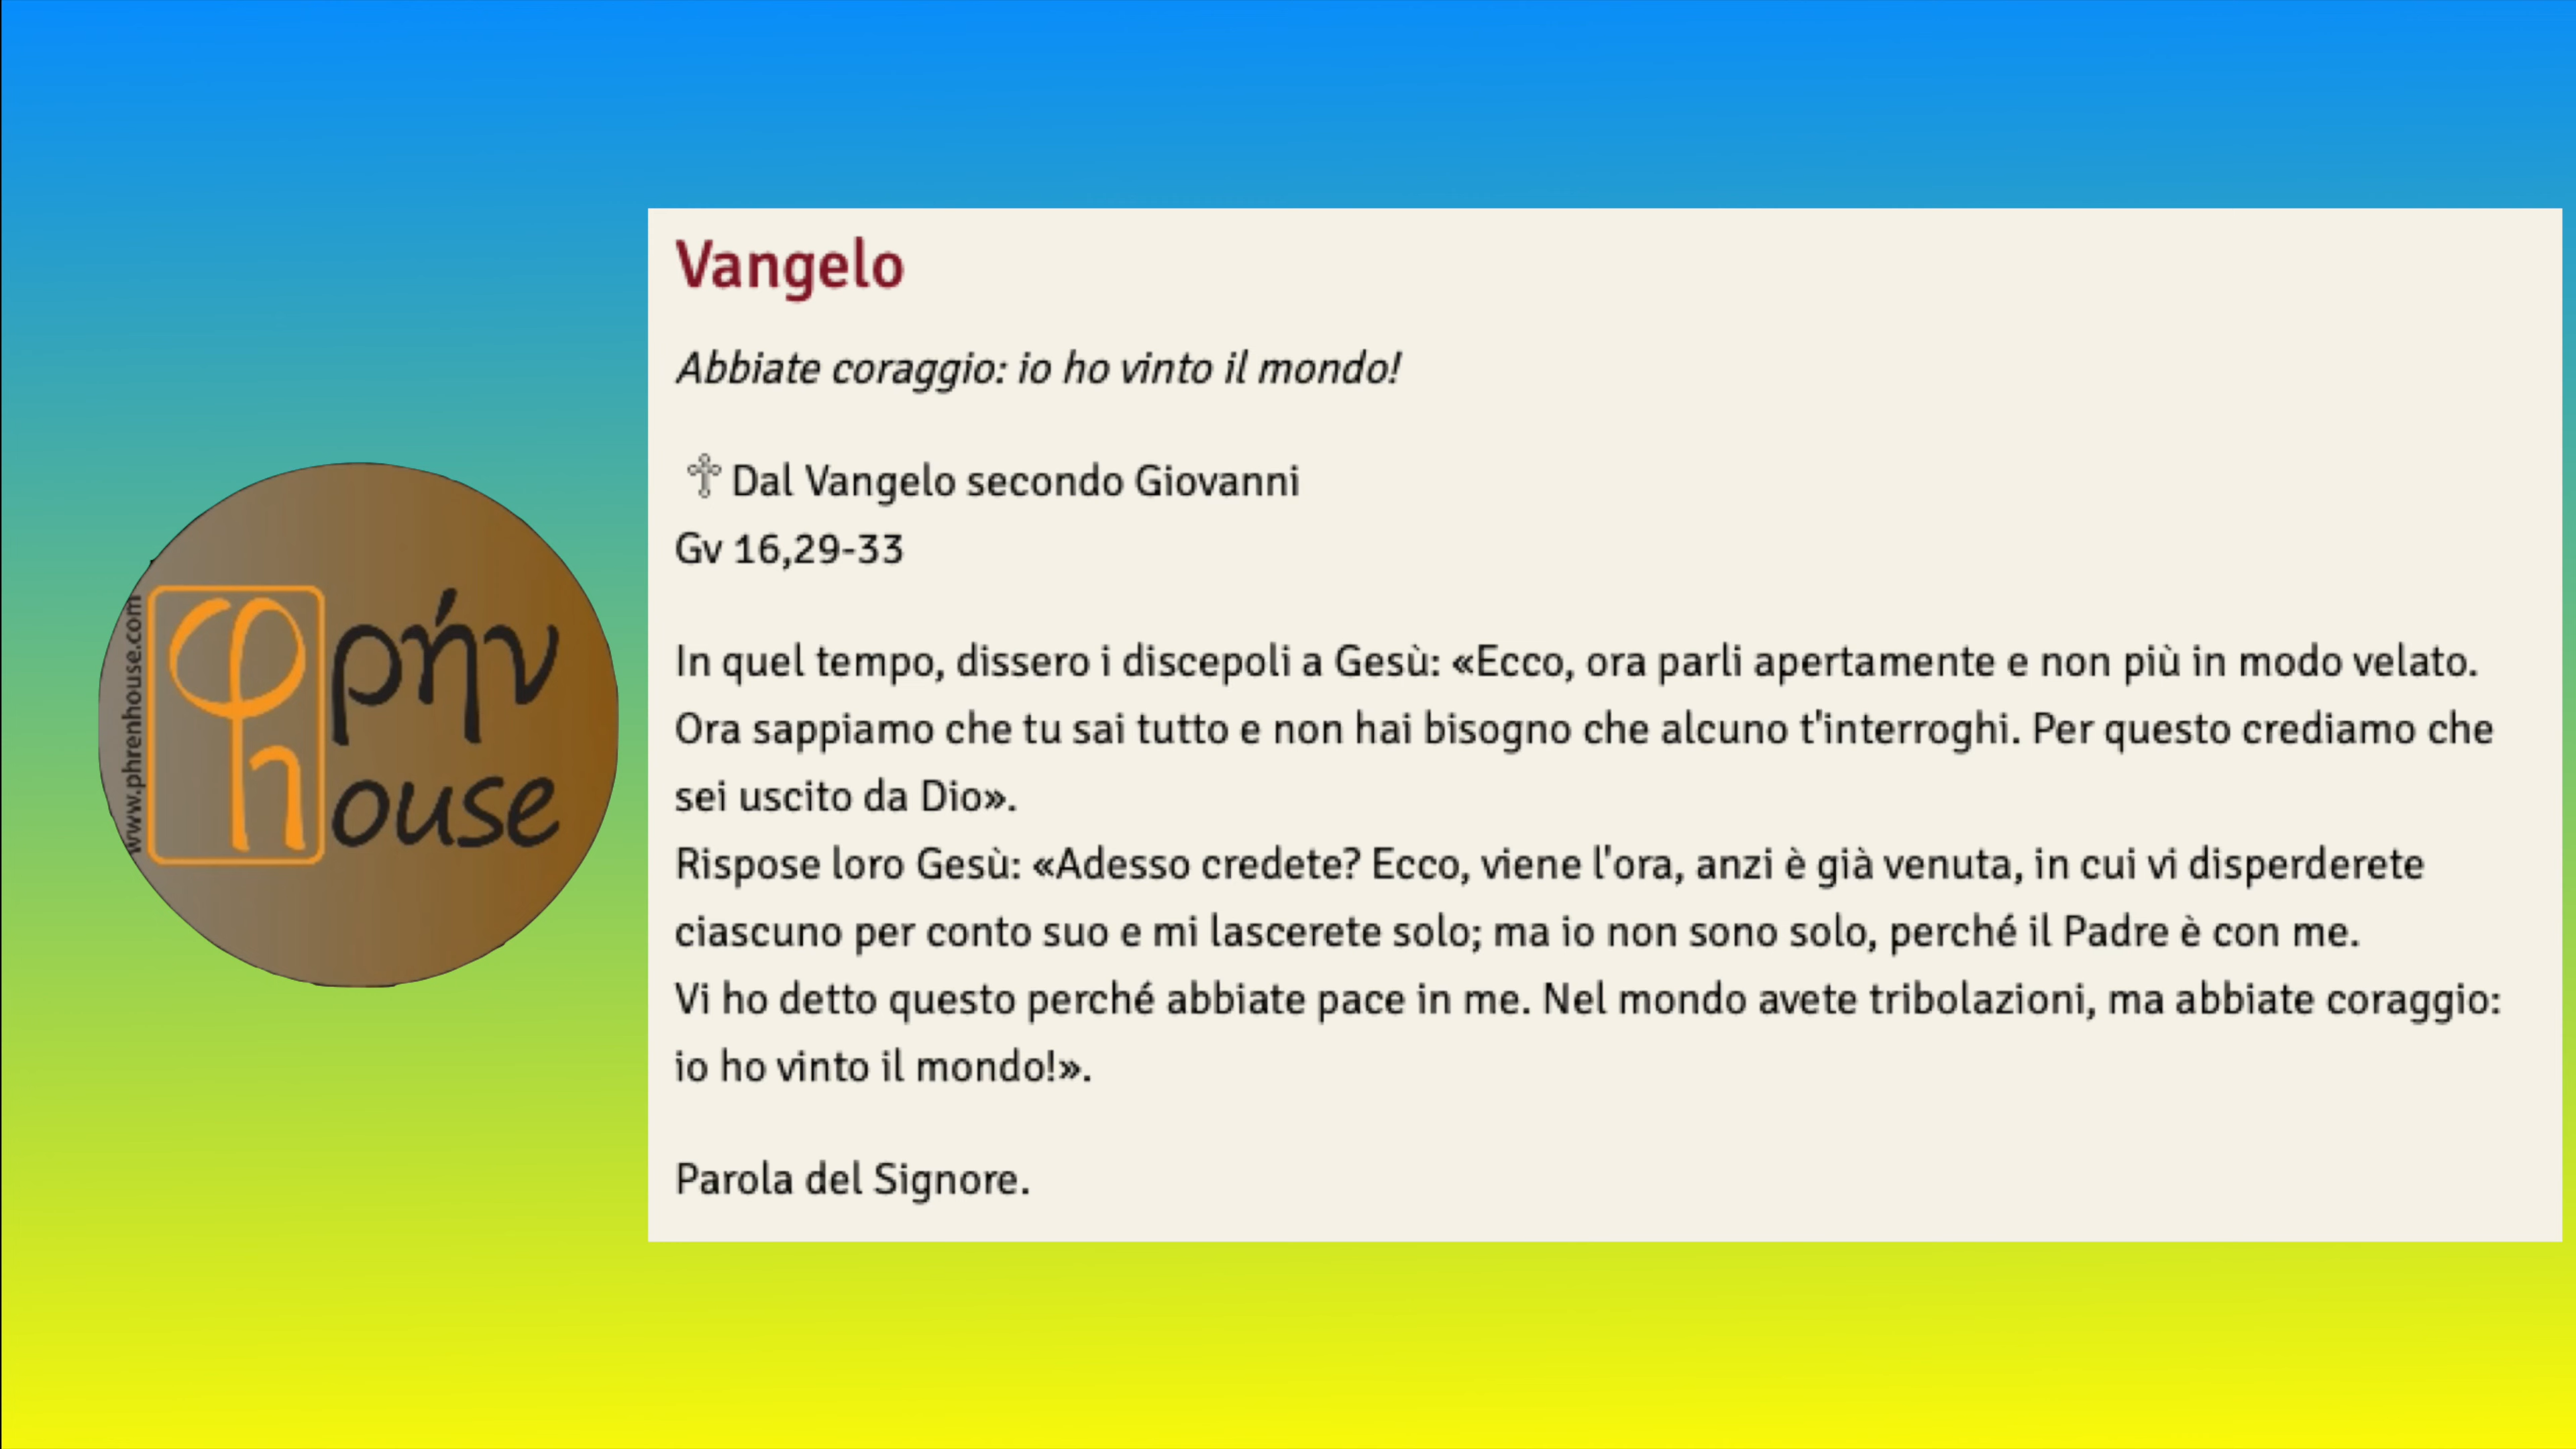 www.phrenhouse.com
φρήν
house
Vangelo
Abbiate coraggio: io ho vinto il mondo!
♱ Dal Vangelo secondo Giovanni
Gv 16,29-33
In quel tempo, dissero i discepoli a Gesù: «Ecco, ora parli apertamente e non più in modo velato.
Ora sappiamo che tu sai tutto e non hai bisogno che alcuno t'interroghi. Per questo crediamo che
sei uscito da Dio».
Rispose loro Gesù: «Adesso credete? Ecco, viene l'ora, anzi è già venuta, in cui vi disperderete
ciascuno per conto suo e mi lascerete solo; ma io non sono solo, perché il Padre è con me.
Vi ho detto questo perché abbiate pace in me. Nel mondo avete tribolazioni, ma abbiate coraggio:
io ho vinto il mondo!».
Parola del Signore.